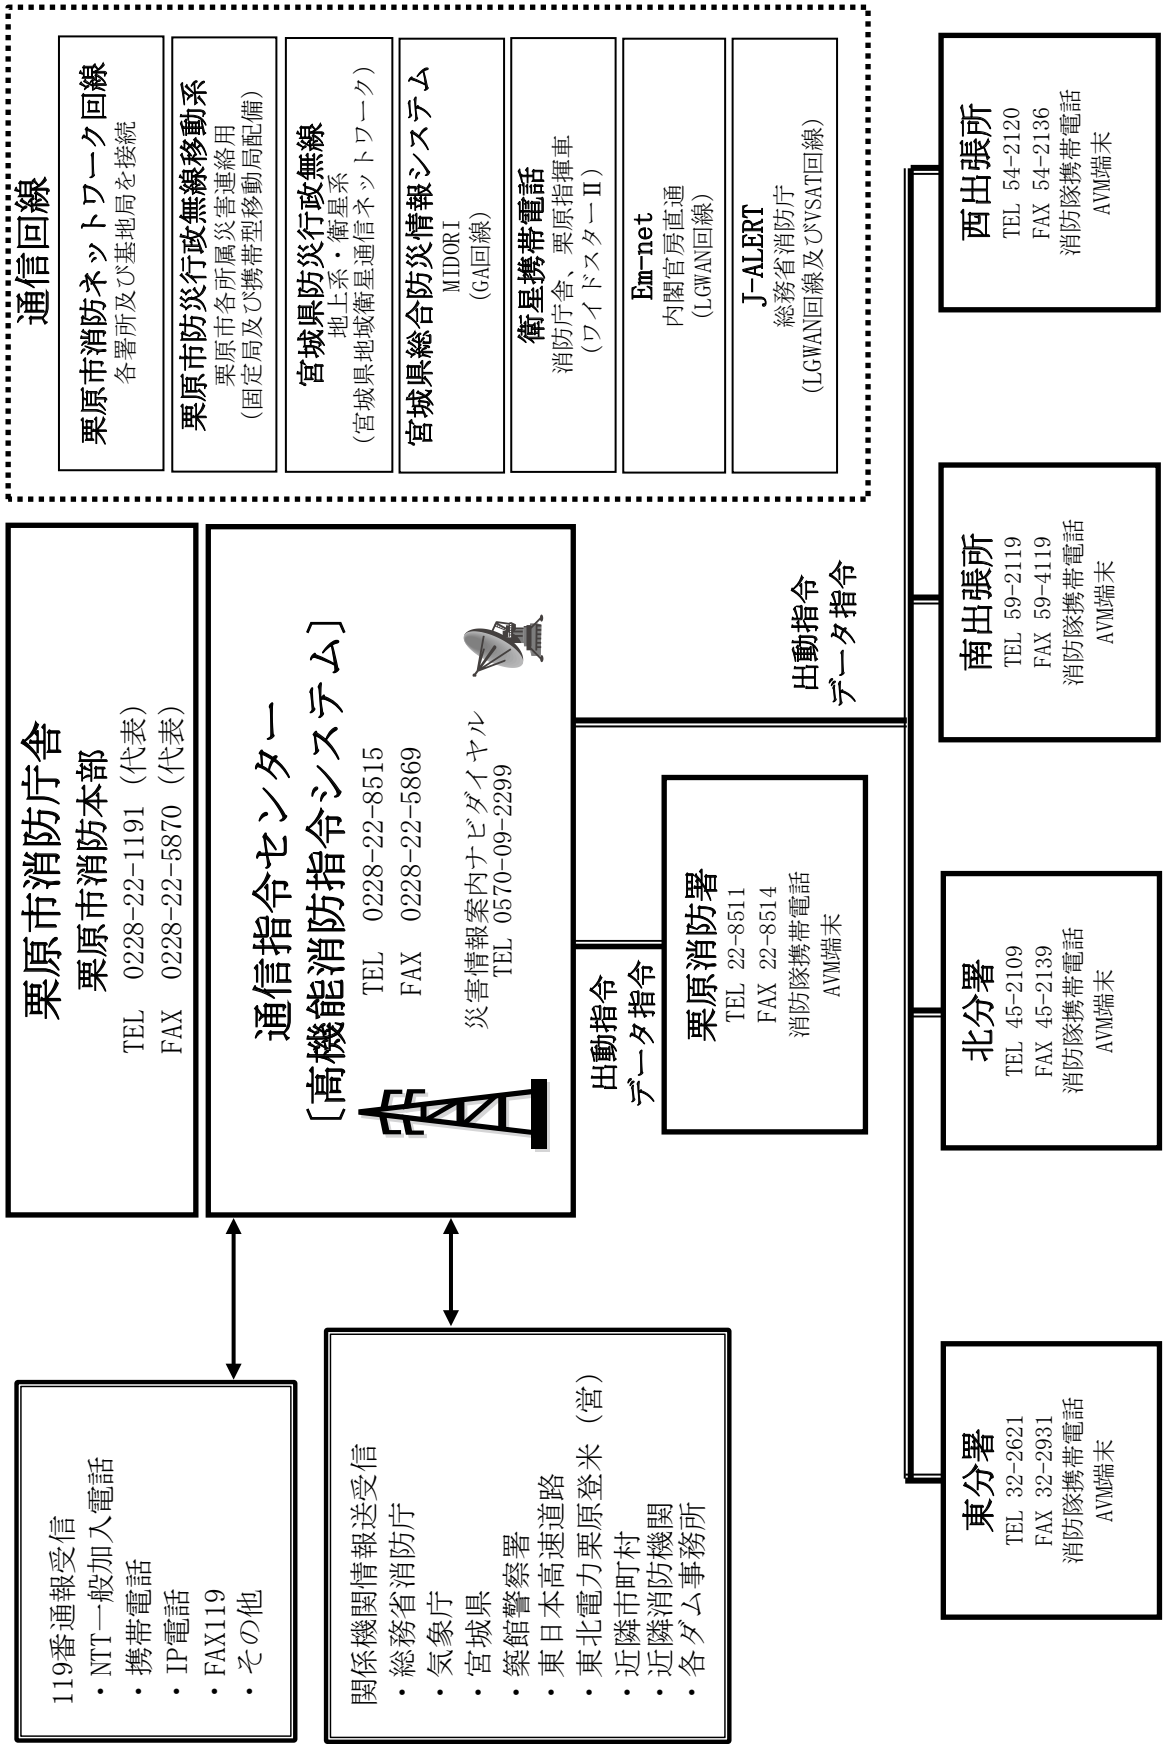 栗原市消防庁舎
栗原市消防本部
TEL 0228-22-1191 (代表)
FAX 0228-22-5870 (代表)
通信指令センター
〔高機能消防指令システム〕
TEL 0228-22-8515
FAX 0228-22-5869
災害情報案内ナビダイヤル
TEL 0570-09-2299
119番通報受信
・NTT一般加入電話
・携帯電話
・IP電話
・FAX119
・その他
関係機関情報送受信
・総務省消防庁
・気象庁
・宮城県
・築館警察署
・東日本高速道路
・東北電力栗原登米（営）
・近隣市町村
・近隣消防機関
・各ダム事務所
通信回線
栗原市消防ネットワーク回線
各署所及び基地局を接続
栗原市防災行政無線移動系
栗原市各所属災害連絡用
(固定局及び携帯型移動局配備)
宮城県防災行政無線
地上系・衛星系
(宮城県地域衛星通信ネットワーク)
宮城県総合防災情報システム
MIDORI
(GA回線)
衛星携帯電話
消防庁舎、栗原指揮車
(ワイドスターⅡ)
Em-net
内閣官房直通
(LGWAN回線)
J-ALERT
総務省消防庁
(LGWAN回線及びVSAT回線)
出動指令
データ指令
栗原消防署
TEL 22-8511
FAX 22-8514
消防隊携帯電話
AVM端末
出動指令
データ指令
東分署
TEL 32-2621
FAX 32-2931
消防隊携帯電話
AVM端末
北分署
TEL 45-2109
FAX 45-2139
消防隊携帯電話
AVM端末
南出張所
TEL 59-2119
FAX 59-4119
消防隊携帯電話
AVM端末
西出張所
TEL 54-2120
FAX 54-2136
消防隊携帯電話
AVM端末